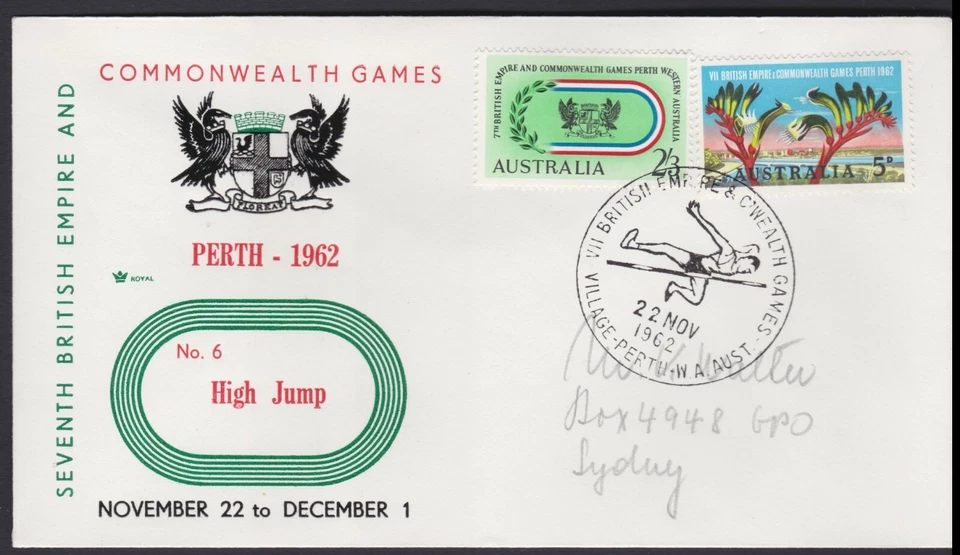 COMMONWEALTH GAMES
SEVENTH BRITISH EMPIRE AND
FLOREAT
PERTH - 1962
ROYAL
No. 6
High Jump
NOVEMBER 22 to DECEMBER 1
7TH BRITISH EMPIRE AND COMMONWEALTH GAMES PERTH WESTERN AUSTRALIA
AUSTRALIA 2/3
VII BRITISH EMPIRE & COMMONWEALTH GAMES PERTH 1962
AUSTRALIA 5D
VII BRITISH EMPIRE & C'WEALTH GAMES
22 NOV
1962
VILLAGE-PERTH-W.A. AUST.
Walter
Box 4948 GPO
Sydney